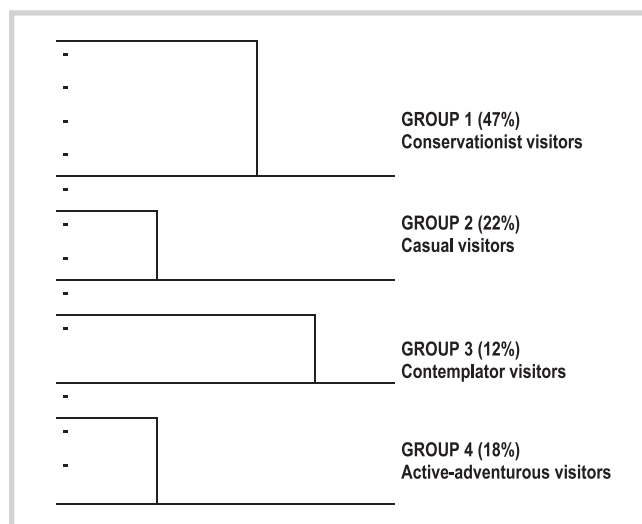 GROUP 1 (47%)
Conservationist visitors
GROUP 2 (22%)
Casual visitors
GROUP 3 (12%)
Contemplator visitors
GROUP 4 (18%)
Active-adventurous visitors